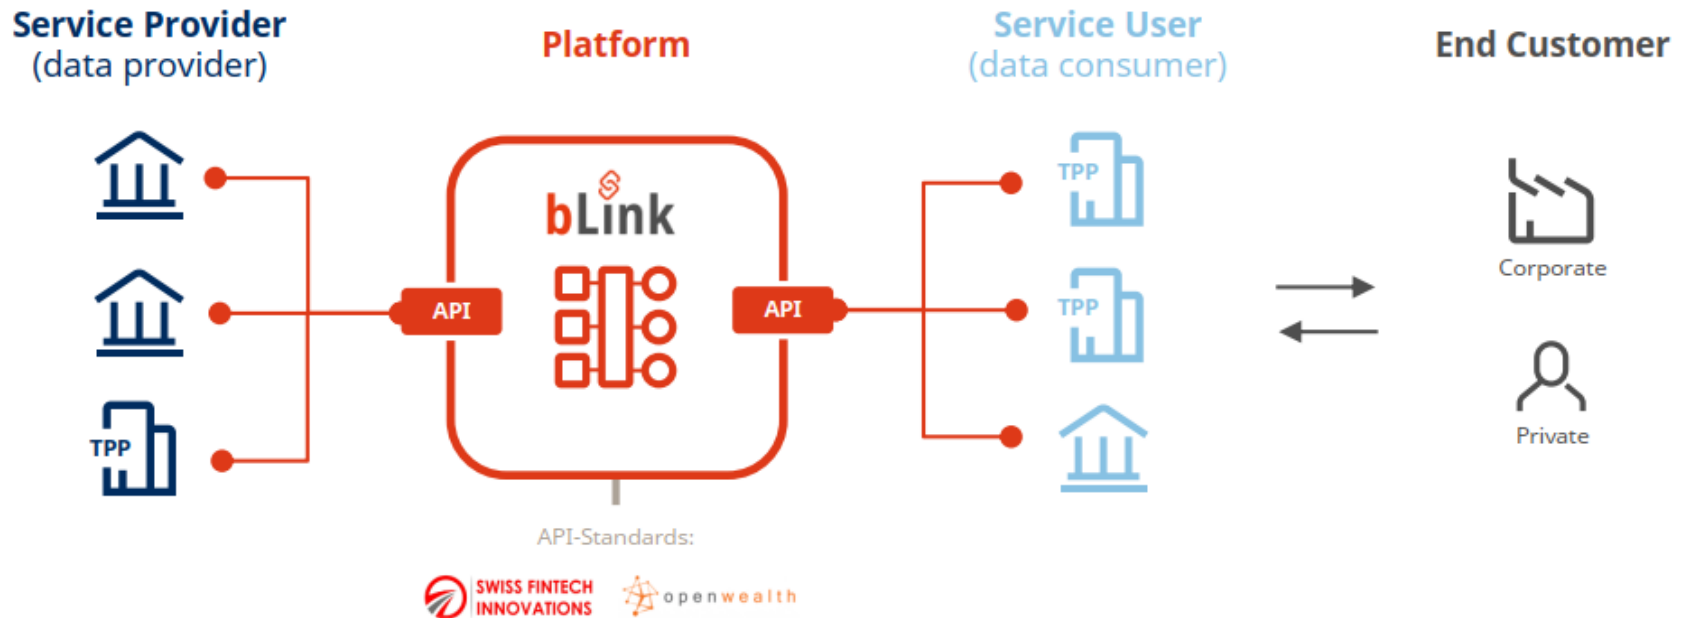 Service Provider
(data provider)
Platform
Service User
(data consumer)
End Customer
bLink
API
API
TPP
TPP
TPP
Corporate
Private
API-Standards:
SWISS FINTECH
INNOVATIONS
openwealth